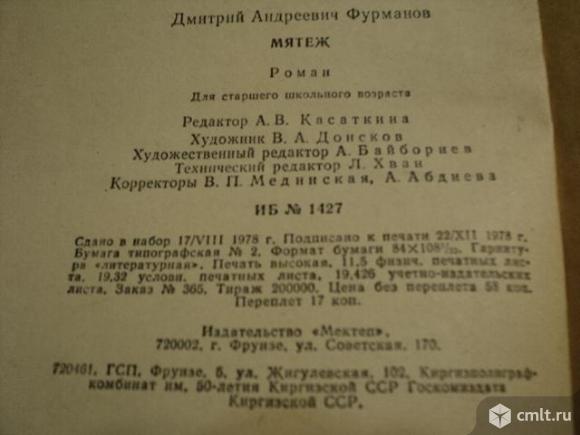 Дмитрий Андреевич Фурманов
МЯТЕЖ
Роман
Для старшего школьного возраста
Редактор А. В. Касаткина
Художник В. А. Донсков
Художественный редактор А. Байбориев
Технический редактор Л. Хван
Корректоры В. П. Мединская, А. Абдиева
ИБ № 1427
Сдано в набор 17/VIII 1978 г. Подписано к печати 22/XII 1978 г.
Бумага типографская № 2. Формат бумаги 84×108¹/₃₂. Гарниту-
ра «литературная». Печать высокая. 11,5 физич. печатных лис-
та. 19,32 условн. печатных листа. 19,426 учетно-издательских
листа. Заказ № 365. Тираж 200000. Цена без переплета 58 коп.
Переплет 17 коп.
Издательство «Мектеп».
720002, г. Фрунзе, ул. Советская, 170.
720461, ГСП, Фрунзе, 5, ул. Жигулевская, 102, Киргизполиграф-
комбинат им. 50-летия Киргизской ССР Госкомиздата
Киргизской ССР.
cmlt.ru